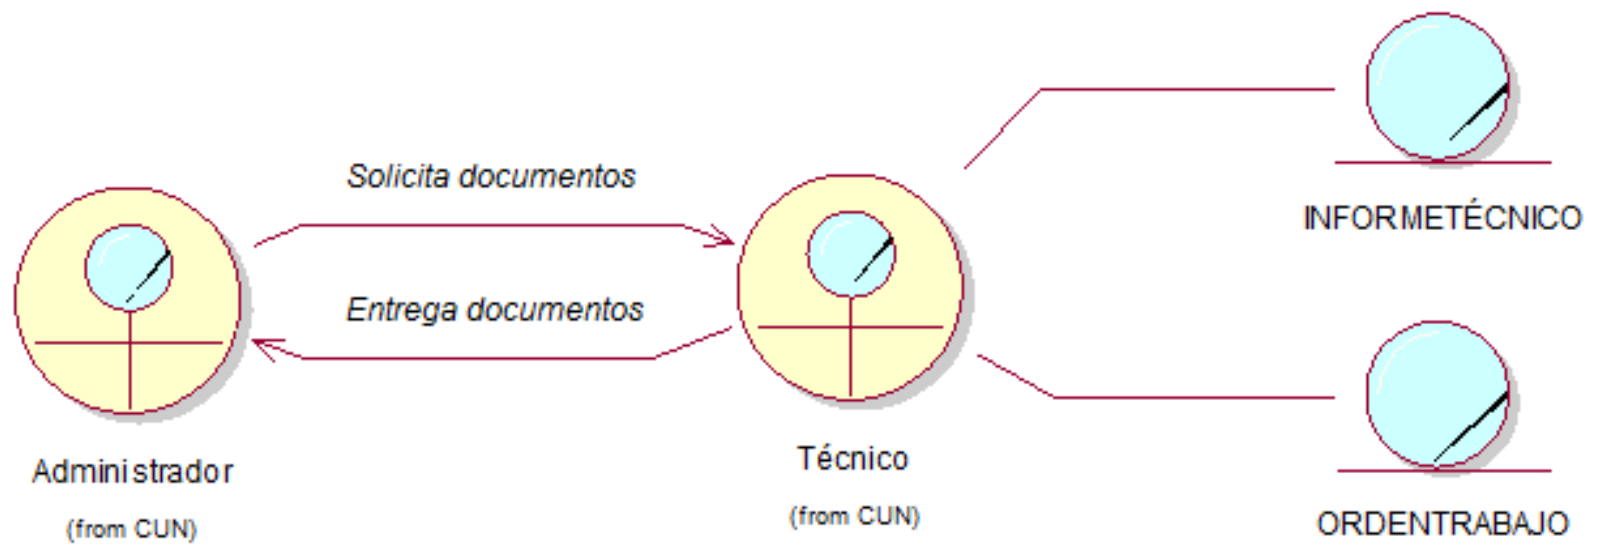 Solicita documentos
Entrega documentos
Administrador
(from CUN)
Técnico
(from CUN)
INFORMETÉCNICO
ORDENTRABAJO